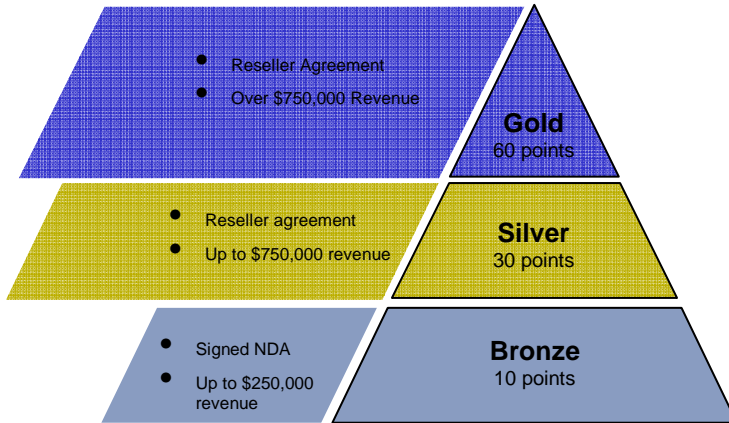 • Reseller Agreement
• Over $750,000 Revenue
Gold
60 points
• Reseller agreement
• Up to $750,000 revenue
Silver
30 points
• Signed NDA
• Up to $250,000
revenue
Bronze
10 points